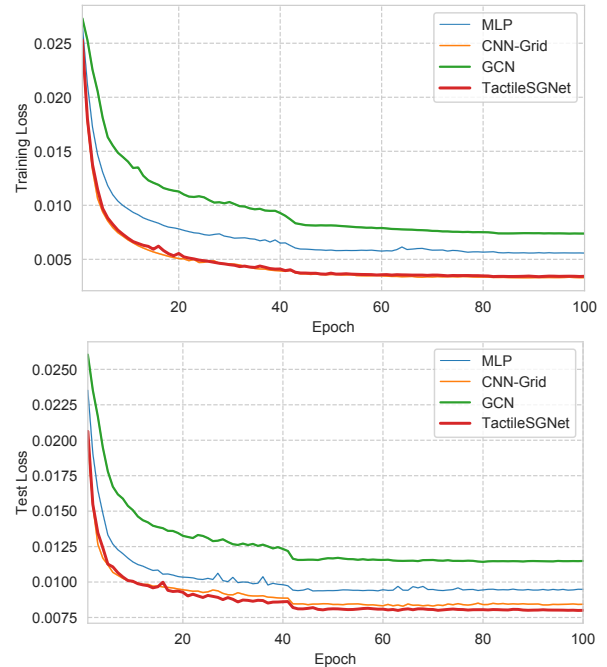 0.025
0.020
0.015
0.010
0.005
Training Loss
MLP
CNN-Grid
GCN
TactileSGNet
20 40 60 80 100
Epoch
0.0250
0.0225
0.0200
0.0175
0.0150
0.0125
0.0100
0.0075
Test Loss
MLP
CNN-Grid
GCN
TactileSGNet
20 40 60 80 100
Epoch